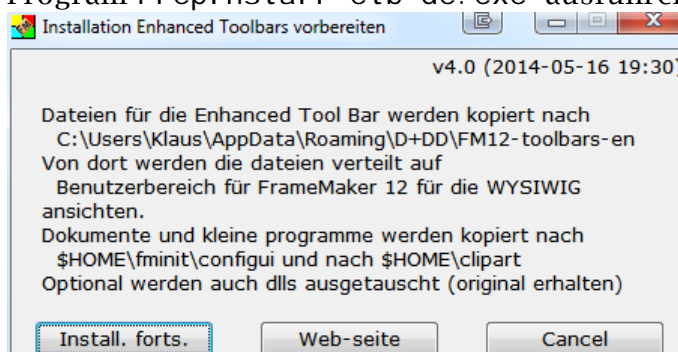 Installation Enhanced Toolbars vorbereiten
v4.0 (2014-05-16 19:30)
Dateien für die Enhanced Tool Bar werden kopiert nach
C:\Users\Klaus\AppData\Roaming\D+DD\FM12-toolbars-en
Von dort werden die dateien verteilt auf
Benutzerbereich für FrameMaker 12 für die WYSIWIG
ansichten.
Dokumente und kleine programme werden kopiert nach
$HOME\fminit\configui und nach $HOME\clipart
Optional werden auch dlls ausgetauscht (original erhalten)
Install. forts. Web-seite Cancel